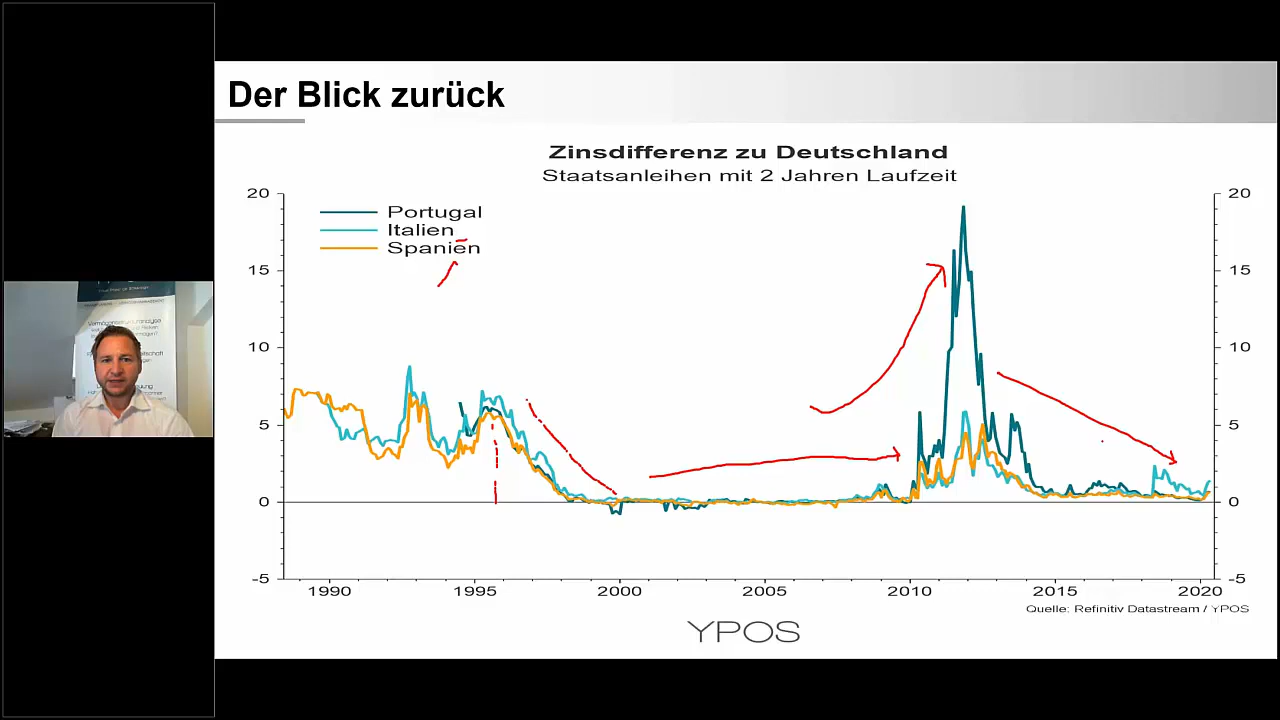 Der Blick zurück
Zinsdifferenz zu Deutschland
Staatsanleihen mit 2 Jahren Laufzeit
Portugal
Italien
Spanien
20 20
15 15
10 10
5 5
0 0
-5 -5
1990 1995 2000 2005 2010 2015 2020
Quelle: Refinitiv Datastream / YPOS
YPOS
Vermögensstrukturanalyse